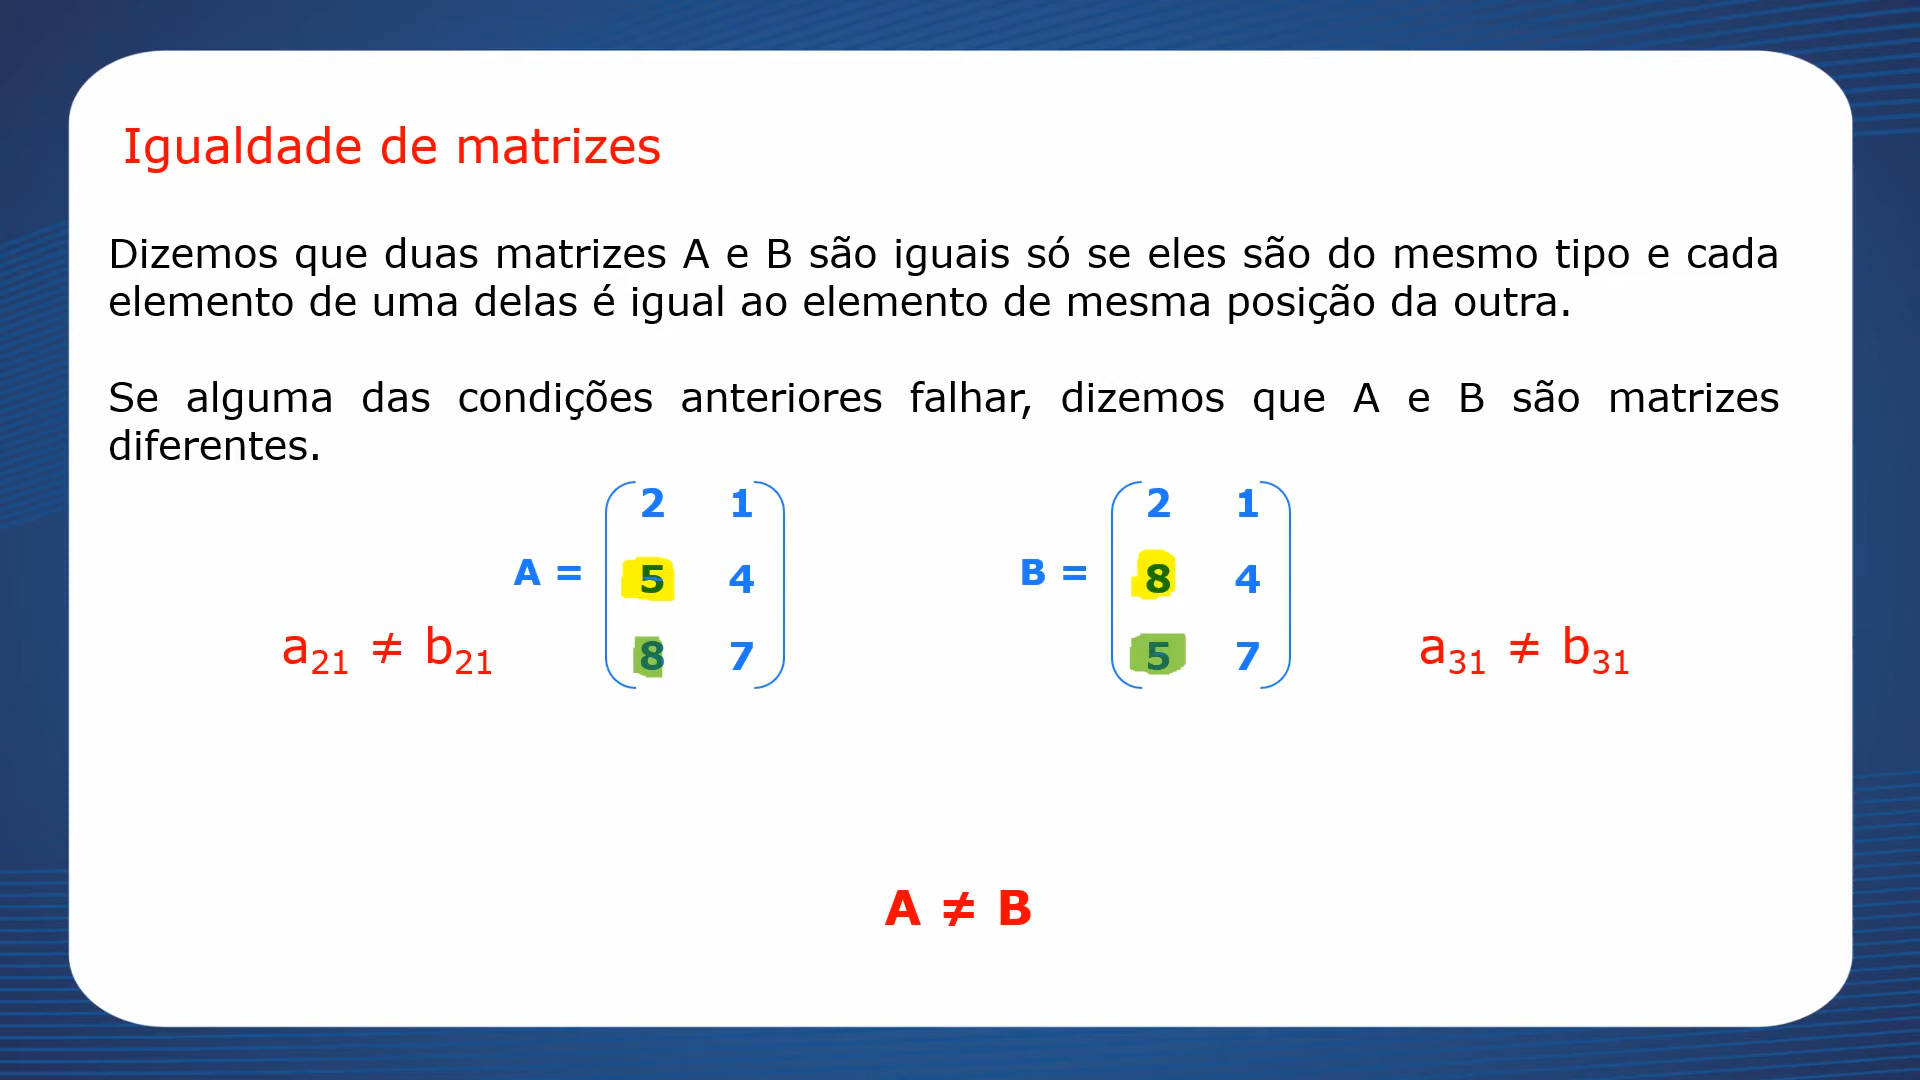 Igualdade de matrizes
Dizemos que duas matrizes A e B são iguais só se eles são do mesmo tipo e cada
elemento de uma delas é igual ao elemento de mesma posição da outra.
Se alguma das condições anteriores falhar, dizemos que A e B são matrizes
diferentes.
2 1 2 1
A = 5 4 B = 8 4
a21 ≠ b21 8 7 5 7 a31 ≠ b31
A ≠ B